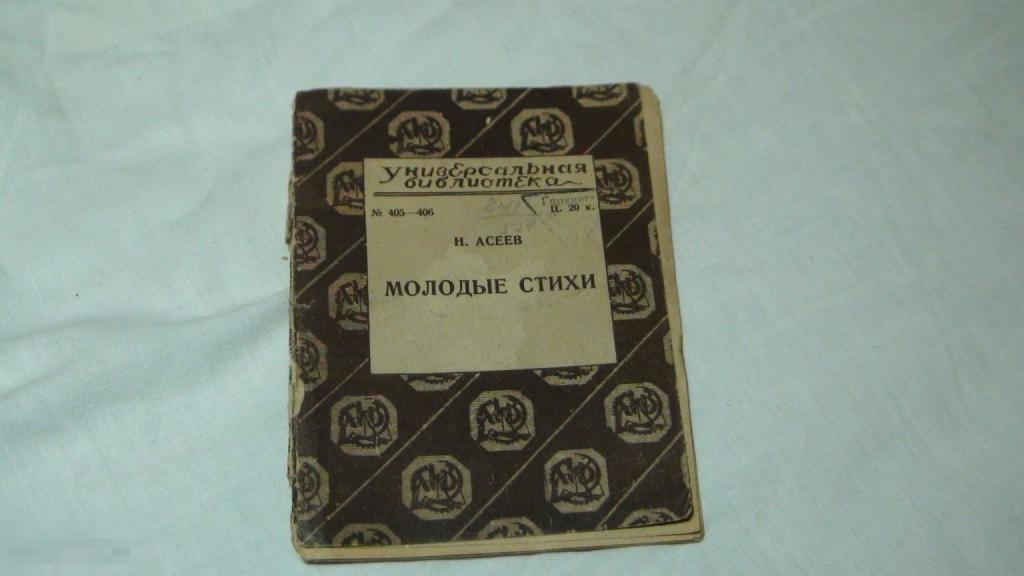 Универсальная
библиотека
№ 405—406
Ц. 20 к.
Н. АСЕЕВ
МОЛОДЫЕ СТИХИ